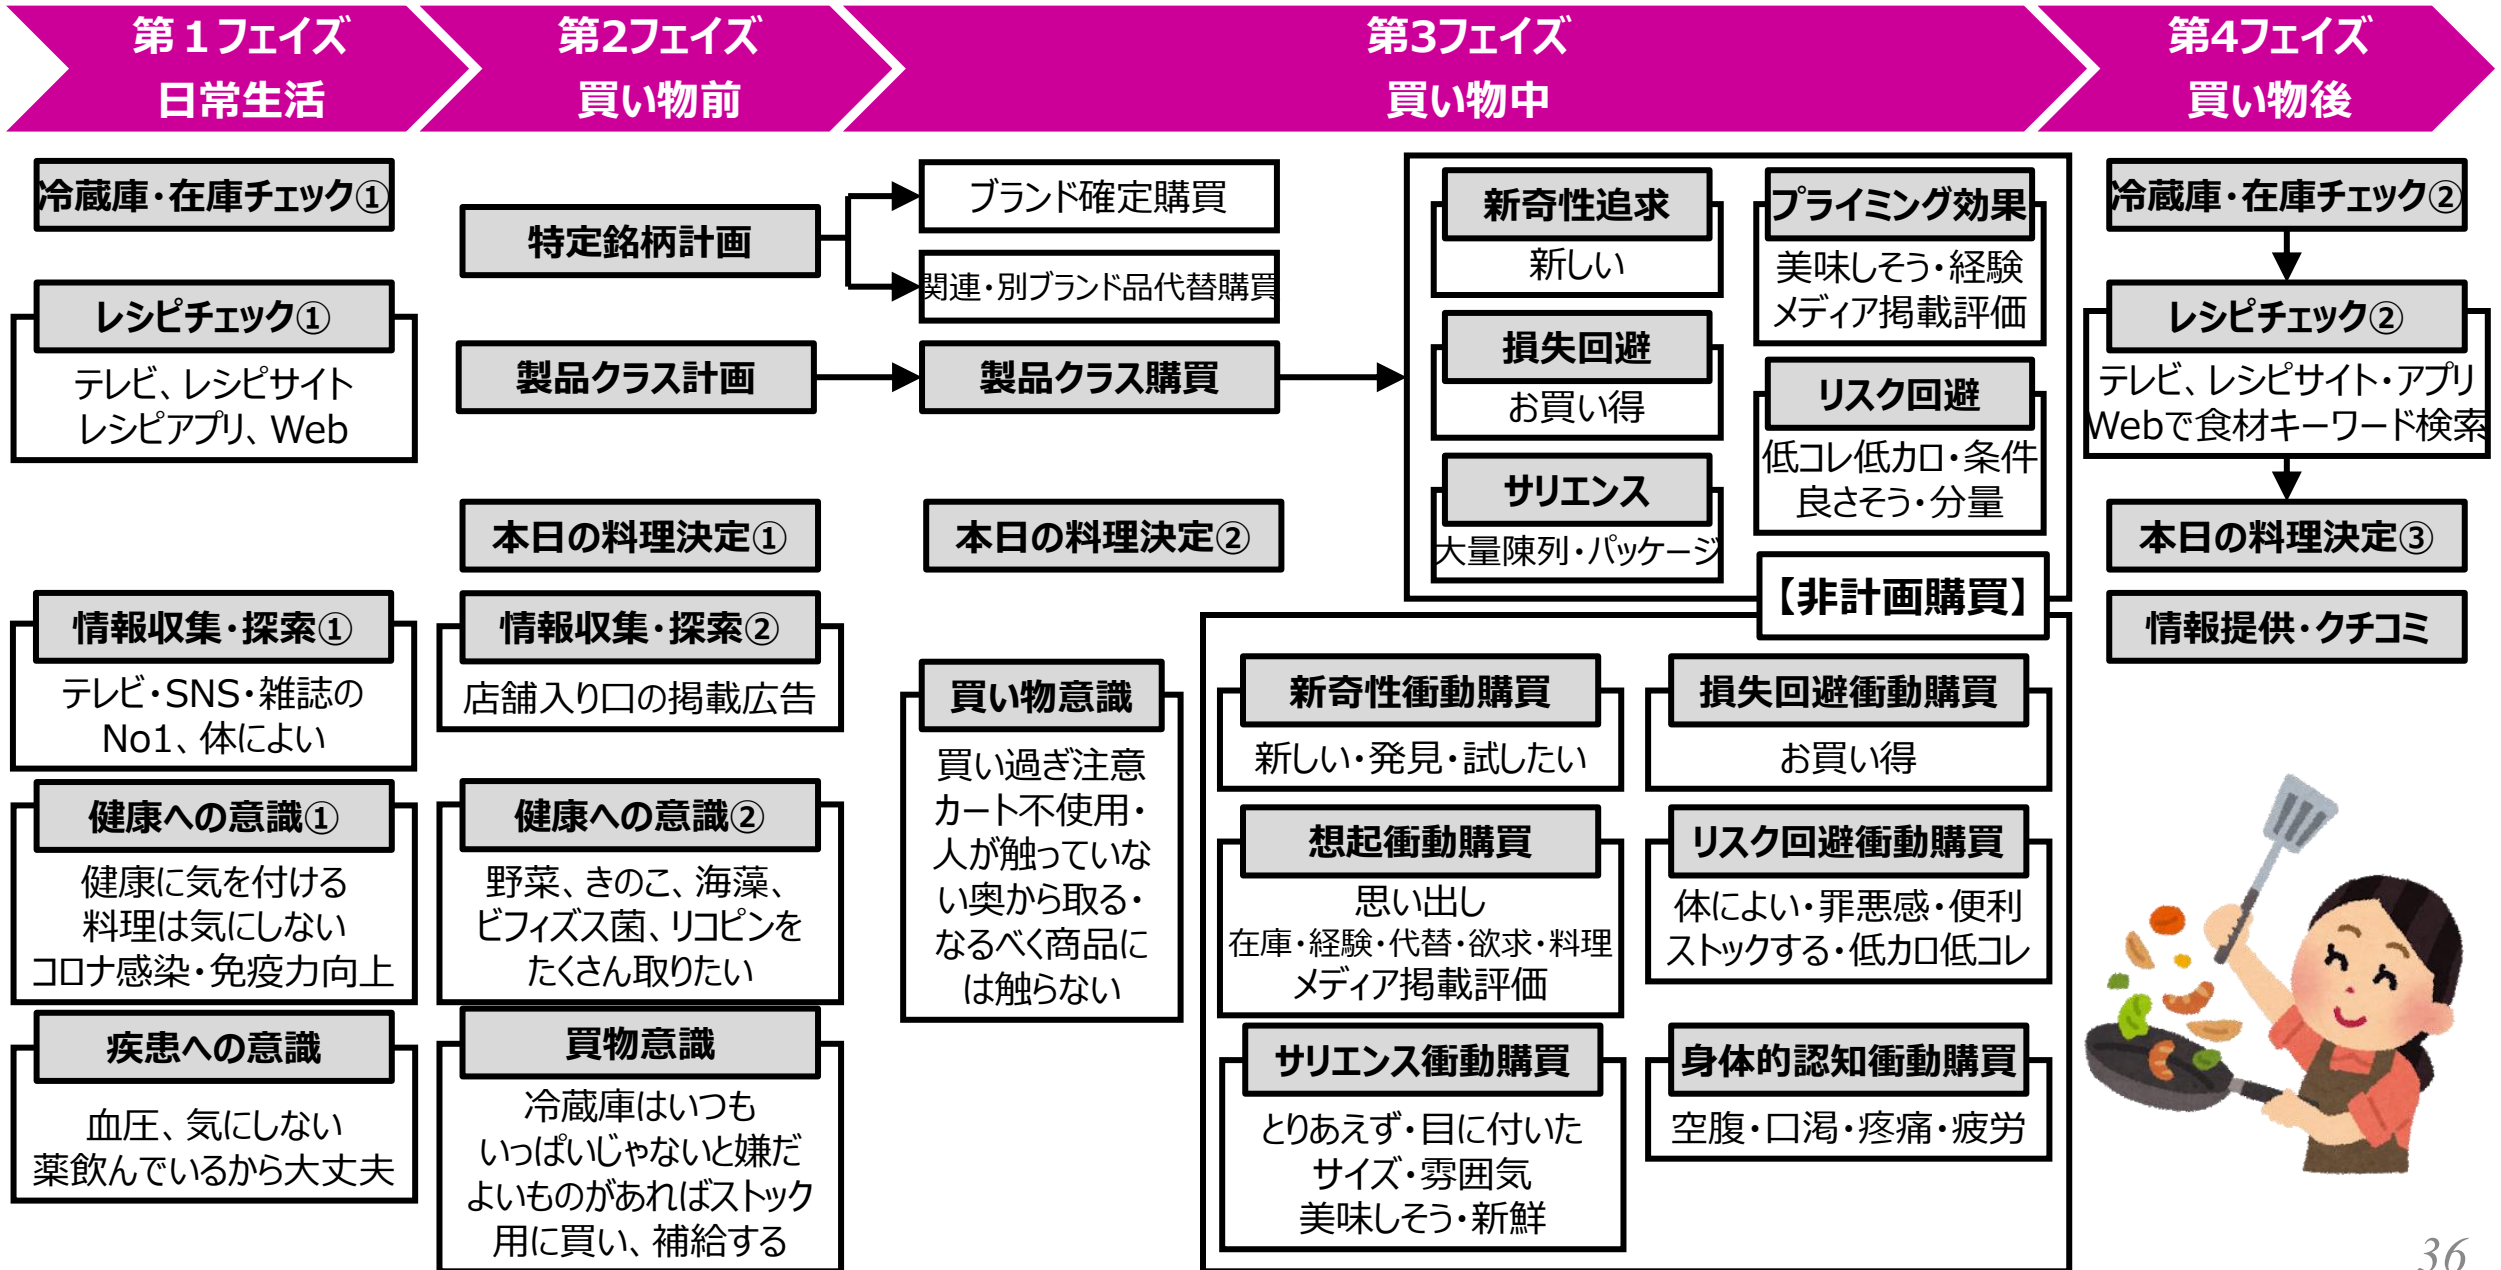 第１フェイズ
日常生活
第2フェイズ
買い物前
第3フェイズ
買い物中
第4フェイズ
買い物後
冷蔵庫・在庫チェック①
レシピチェック①
テレビ、レシピサイト
レシピアプリ、Web
情報収集・探索①
テレビ・SNS・雑誌の
No1、体によい
健康への意識①
健康に気を付ける
料理は気にしない
コロナ感染・免疫力向上
疾患への意識
血圧、気にしない
薬飲んでいるから大丈夫
特定銘柄計画
製品クラス計画
本日の料理決定①
情報収集・探索②
店舗入り口の掲載広告
健康への意識②
野菜、きのこ、海藻、
ビフィズス菌、リコピンを
たくさん取りたい
買物意識
冷蔵庫はいつも
いっぱいじゃないと嫌だ
よいものがあればストック
用に買い、補給する
ブランド確定購買
関連・別ブランド品代替購買
製品クラス購買
本日の料理決定②
買い物意識
買い過ぎ注意
カート不使用・
人が触っていな
い奥から取る・
なるべく商品に
は触らない
新奇性追求
新しい
損失回避
お買い得
サリエンス
大量陳列・パッケージ
プライミング効果
美味しそう・経験
メディア掲載評価
リスク回避
低コレ低カロ・条件
良さそう・分量
【非計画購買】
新奇性衝動購買
新しい・発見・試したい
損失回避衝動購買
お買い得
想起衝動購買
思い出し
在庫・経験・代替・欲求・料理
メディア掲載評価
リスク回避衝動購買
体によい・罪悪感・便利
ストックする・低カロ低コレ
サリエンス衝動購買
とりあえず・目に付いた
サイズ・雰囲気
美味しそう・新鮮
身体的認知衝動購買
空腹・口渇・疼痛・疲労
冷蔵庫・在庫チェック②
レシピチェック②
テレビ、レシピサイト・アプリ
Webで食材キーワード検索
本日の料理決定③
情報提供・クチコミ
36